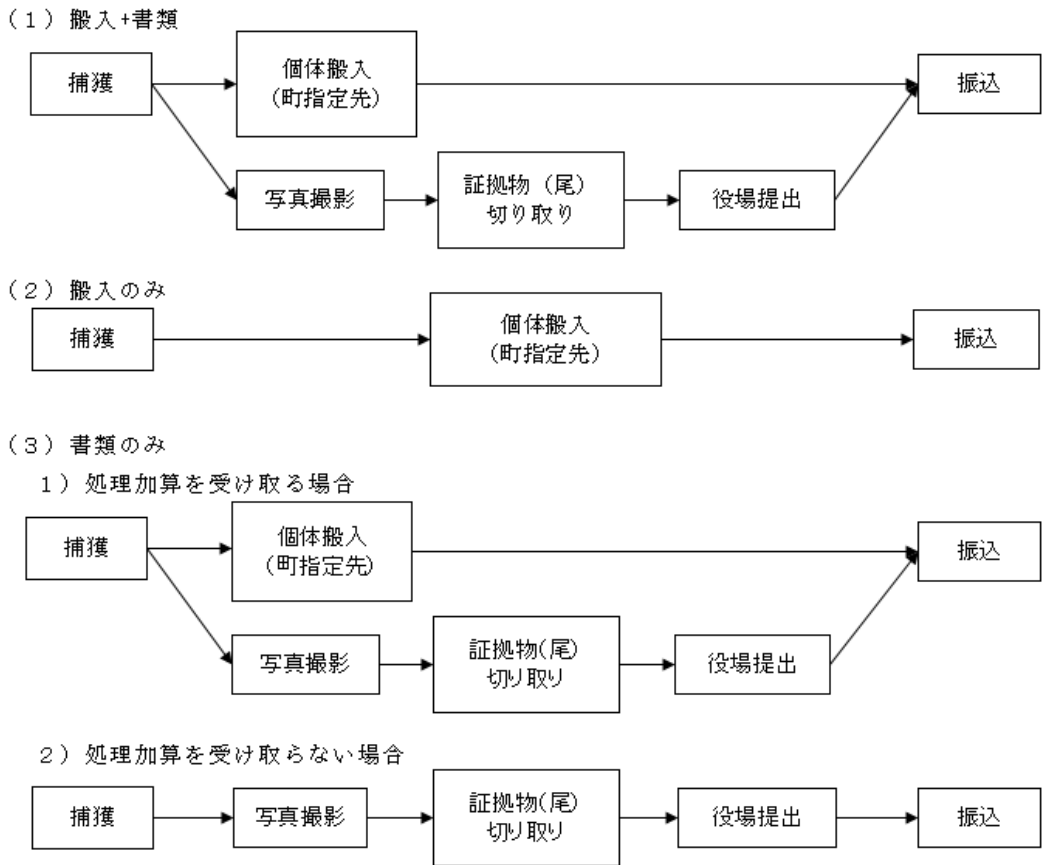 (1)搬入+書類
捕獲
個体搬入
(町指定先)
振込
写真撮影
証拠物(尾)
切り取り
役場提出
(2)搬入のみ
捕獲
個体搬入
(町指定先)
振込
(3)書類のみ
1)処理加算を受け取る場合
捕獲
個体搬入
(町指定先)
振込
写真撮影
証拠物(尾)
切り取り
役場提出
2)処理加算を受け取らない場合
捕獲
写真撮影
証拠物(尾)
切り取り
役場提出
振込